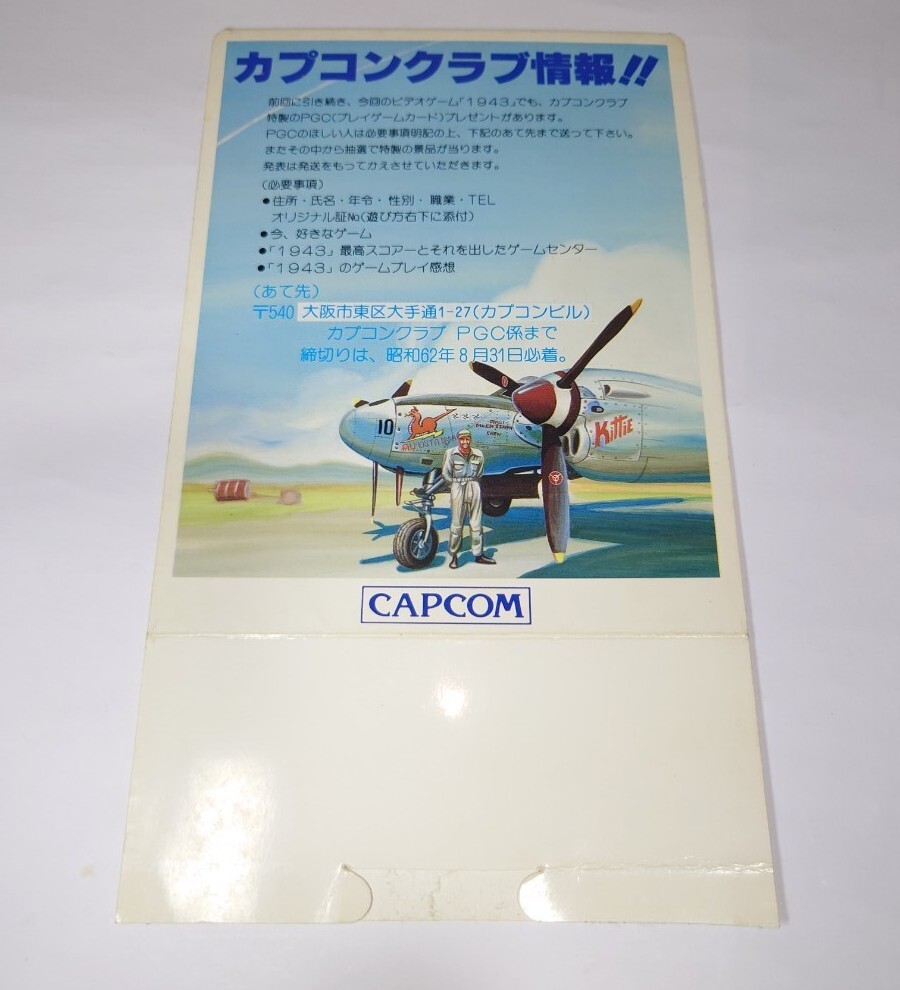 カプコンクラブ情報!!
前回に引き続き、今回のビデオゲーム「1943」でも、カプコンクラブ
特製のPGC(プレイゲームカード)プレゼントがあります。
PGCのほしい人は必要事項明記の上、下記のあて先まで送って下さい。
またその中から抽選で特製の景品が当ります。
発表は発送をもってかえさせていただきます。
(必要事項)
●住所・氏名・年令・性別・職業・TEL
オリジナル証No(遊び方右下に添付)
●今、好きなゲーム
●「1943」最高スコアーとそれを出したゲームセンター
●「1943」のゲームプレイ感想
(あて先)
〒540 大阪市東区大手通1-27(カプコンビル)
カプコンクラブ PGC係まで
締切りは、昭和62年8月31日必着。
10
Kittie
CAPCOM